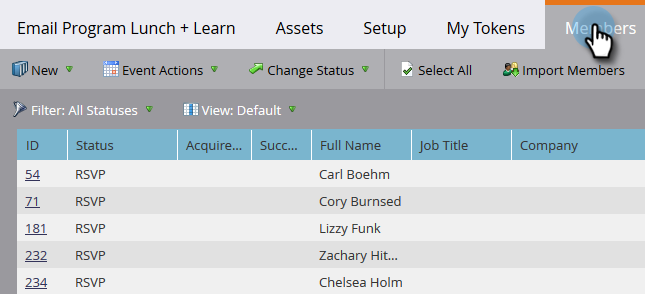 Email Program Lunch + Learn Assets Setup My Tokens Members
New Event Actions Change Status Select All Import Members
Filter: All Statuses View: Default
ID Status Acquire... Succ... Full Name Job Title Company
54 RSVP Carl Boehm
71 RSVP Cory Burnsed
181 RSVP Lizzy Funk
232 RSVP Zachary Hit...
234 RSVP Chelsea Holm